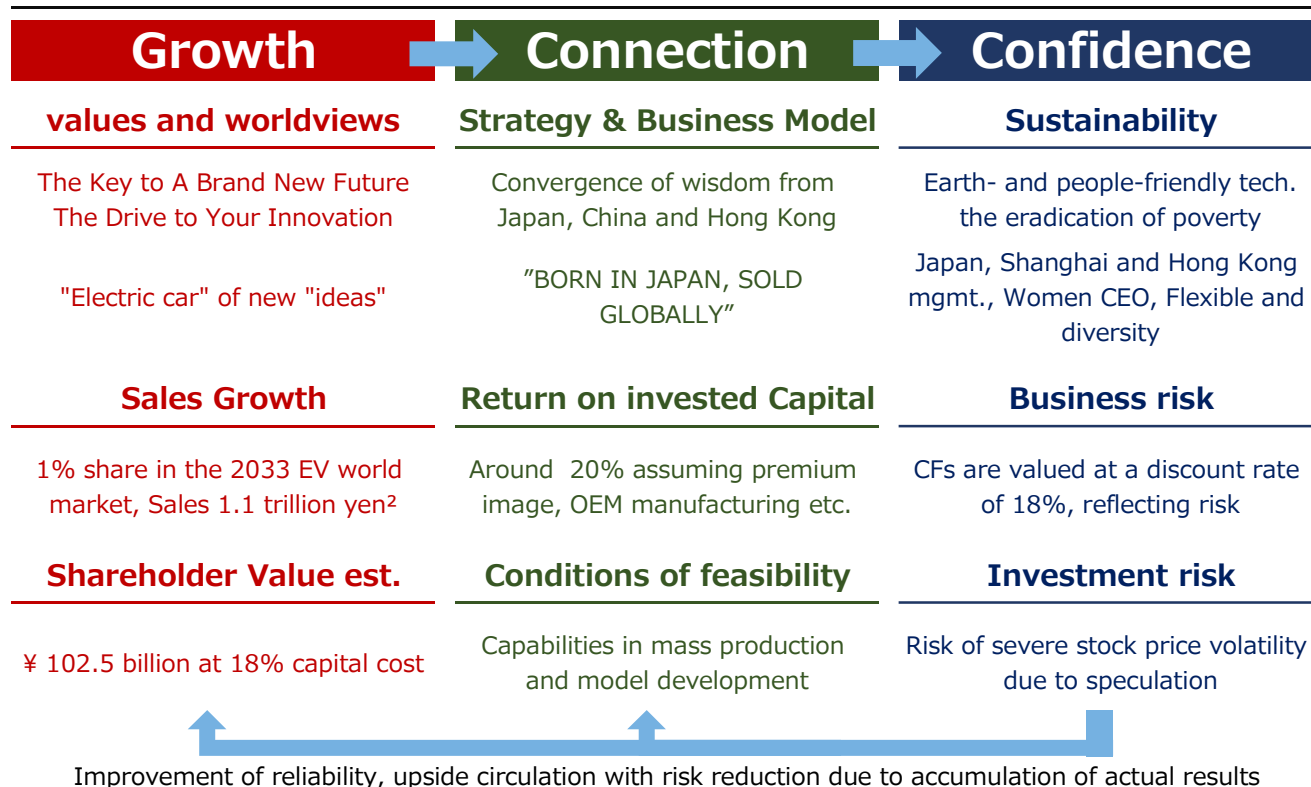 Growth
Connection
Confidence
values and worldviews
Strategy & Business Model
Sustainability
The Key to A Brand New Future
The Drive to Your Innovation
Convergence of wisdom from
Japan, China and Hong Kong
Earth- and people-friendly tech.
the eradication of poverty
"Electric car" of new "ideas"
”BORN IN JAPAN, SOLD
GLOBALLY”
Japan, Shanghai and Hong Kong
mgmt., Women CEO, Flexible and
diversity
Sales Growth
Return on invested Capital
Business risk
1% share in the 2033 EV world
market, Sales 1.1 trillion yen²
Around  20% assuming premium
image, OEM manufacturing etc.
CFs are valued at a discount rate
of 18%, reflecting risk
Shareholder Value est.
Conditions of feasibility
Investment risk
¥ 102.5 billion at 18% capital cost
Capabilities in mass production
and model development
Risk of severe stock price volatility
due to speculation
Improvement of reliability, upside circulation with risk reduction due to accumulation of actual results